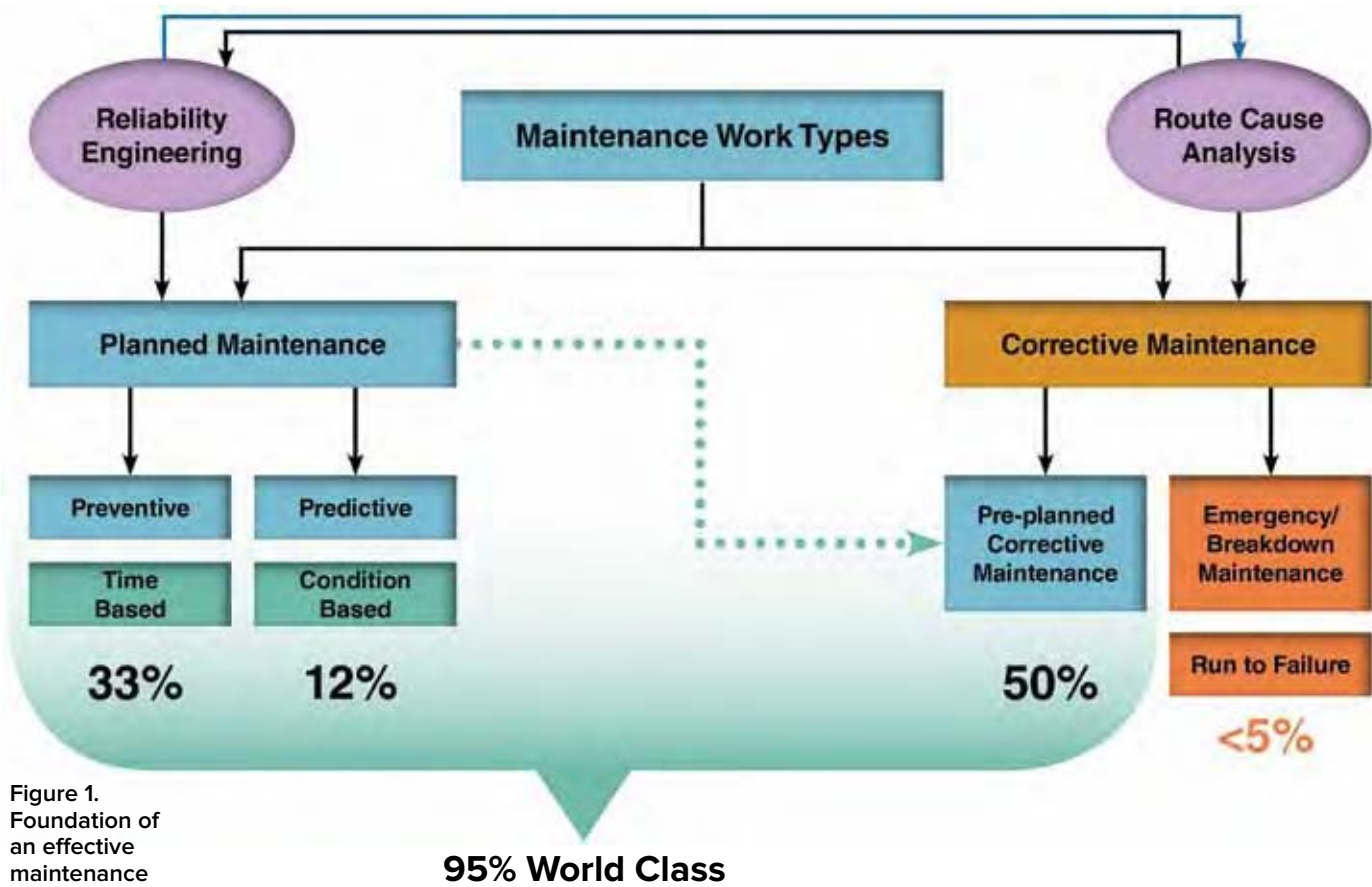 Reliability
Engineering
Maintenance Work Types
Route Cause
Analysis
Planned Maintenance
Corrective Maintenance
Preventive
Predictive
Pre-planned
Corrective
Maintenance
Emergency/
Breakdown
Maintenance
Time
Based
Condition
Based
Run to Failure
33%
12%
50%
<5%
Figure 1.
Foundation of
an effective
maintenance
95% World Class